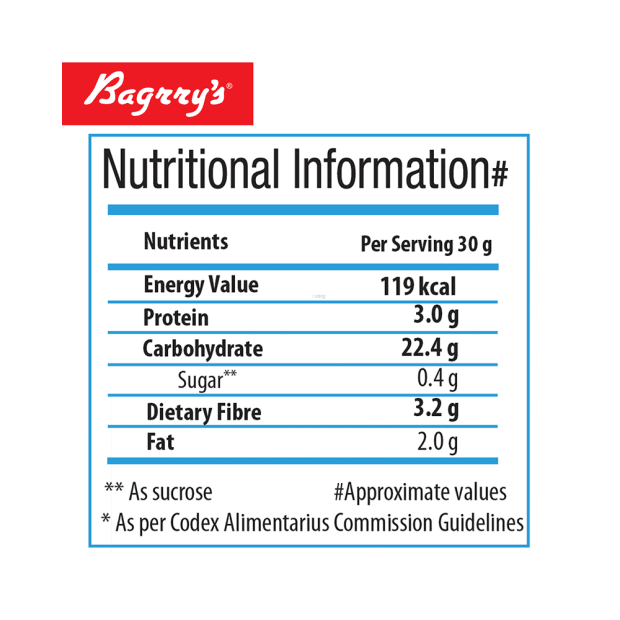 Bagrry's®
Nutritional Information#
Nutrients Per Serving 30 g
Energy Value 119 kcal
Protein 3.0 g
Carbohydrate 22.4 g
Sugar** 0.4 g
Dietary Fibre 3.2 g
Fat 2.0 g
** As sucrose #Approximate values
* As per Codex Alimentarius Commission Guidelines